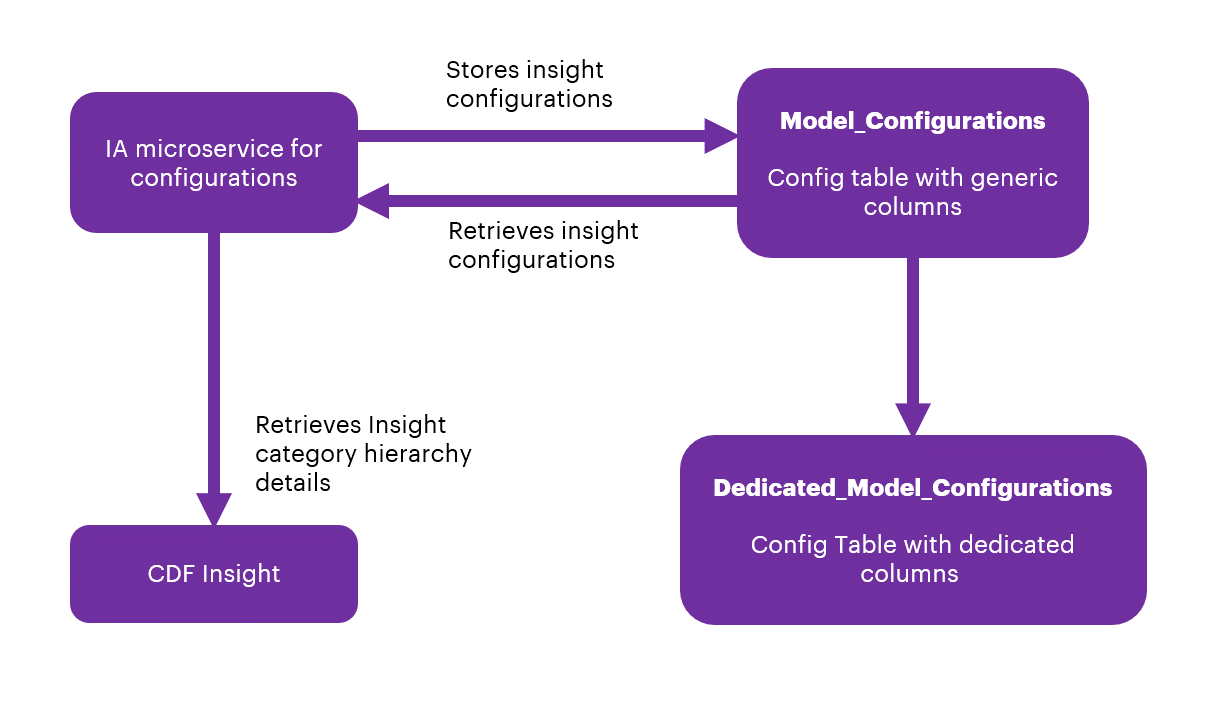 Stores insight
configurations
IA microservice for
configurations
Model_Configurations
Config table with generic
columns
Retrieves insight
configurations
Retrieves Insight
category hierarchy
details
CDF Insight
Dedicated_Model_Configurations
Config Table with dedicated
columns